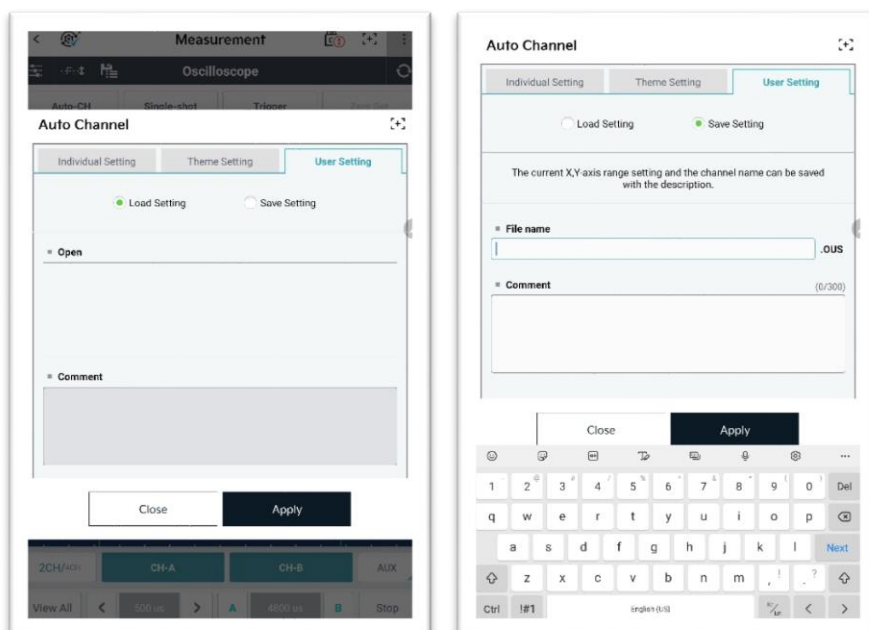 Measurement
Oscilloscope
Auto-CH Single-shot Trigger Zero Set
Auto Channel
Individual Setting Theme Setting User Setting
Load Setting Save Setting
Open
Comment
Close Apply
2CH/ CH-A CH-B AUX
View All < 500 us > A 4800 us B Stop
Auto Channel
Individual Setting Theme Setting User Setting
Load Setting Save Setting
The current X,Y-axis range setting and the channel name can be saved
with the description.
File name
.ous
Comment (0/300)
Close Apply
1 2 3 4 5 6 7 8 9 0 Del
q w e r t y u i o p
a s d f g h j k l Next
z x c v b n m , ! . ?
Ctrl !#1 English (US) < >